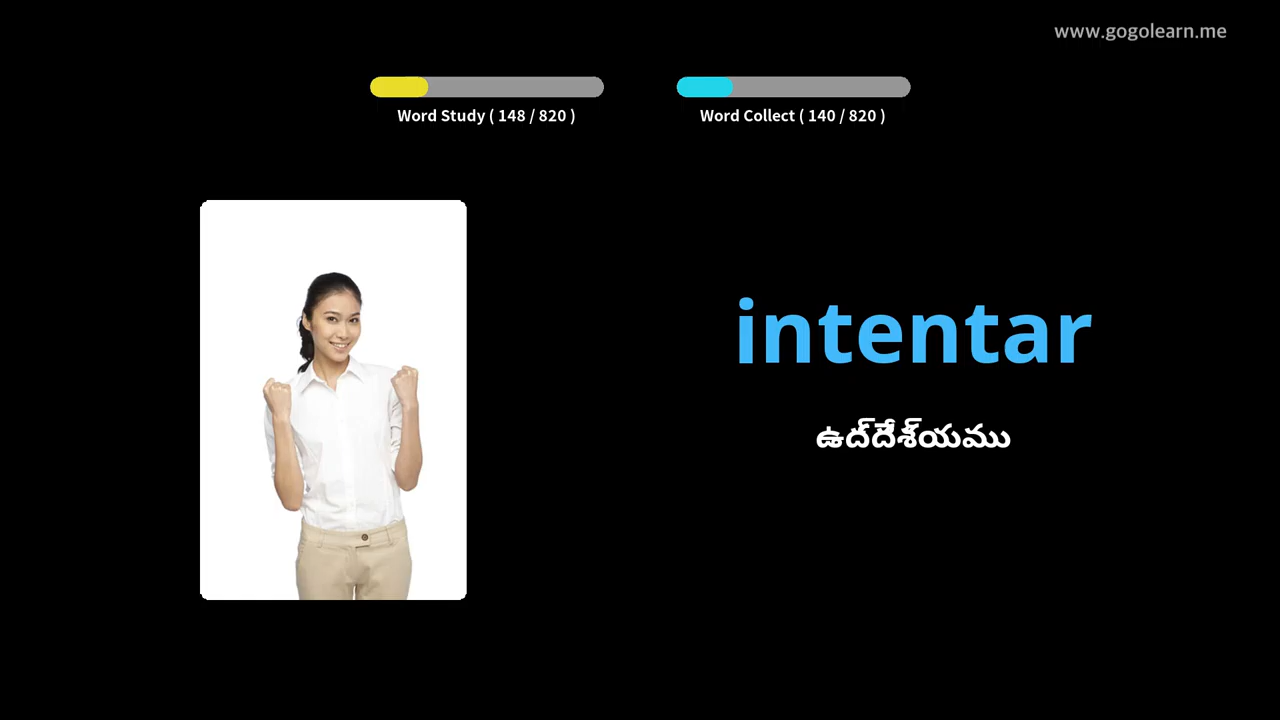 www.gogolearn.me
Word Study ( 148 / 820 )
Word Collect ( 140 / 820 )
intentar
ఉద్‌దేశ్‌యము